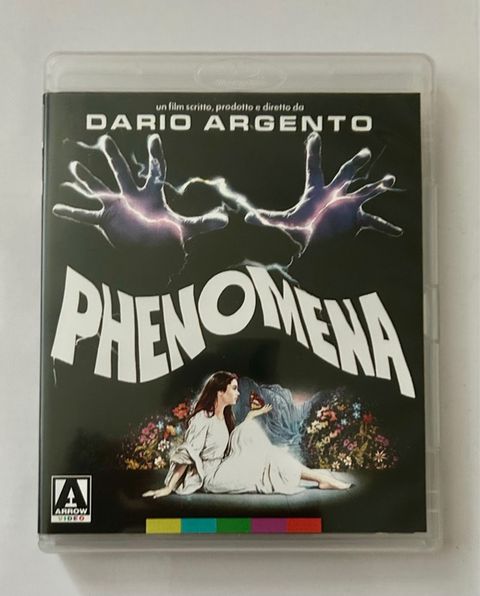 un film scritto, prodotto e diretto da
DARIO ARGENTO
PHENOMENA
ARROW
VIDEO